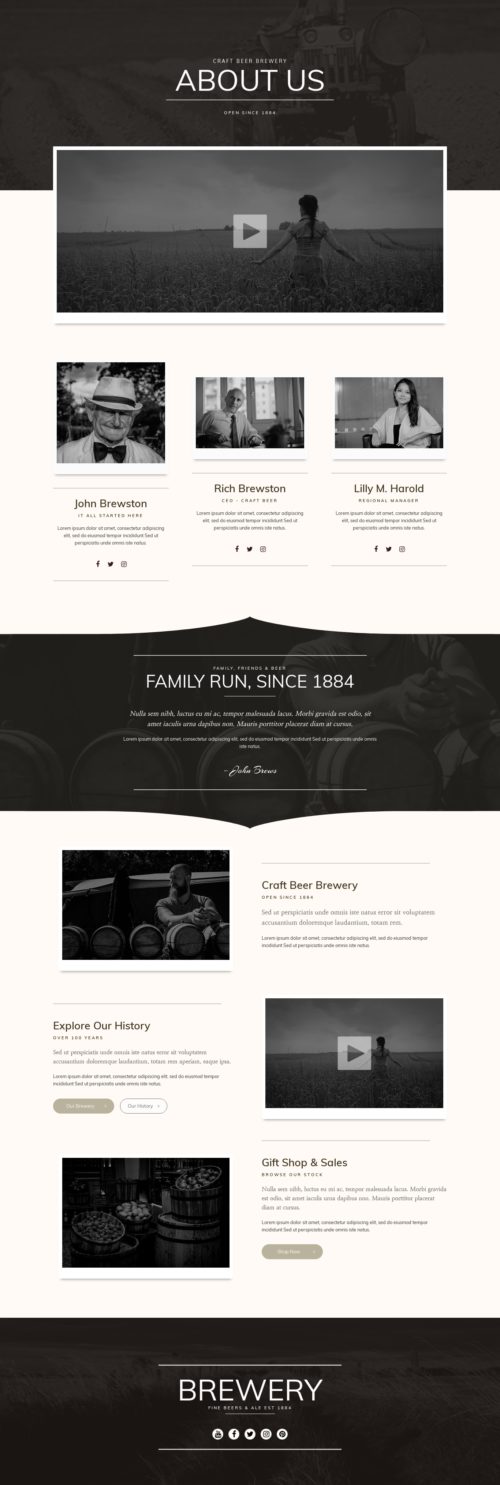 CRAFT BEER BREWERY
ABOUT US
OPEN SINCE 1884.
John Brewston
IT ALL STARTED HERE
Lorem ipsum dolor sit amet, consectetur adipiscing
elit, sed do eiusmod tempor incididunt Sed ut
perspiciatis unde omnis iste natus
Rich Brewston
CEO - CRAFT BEER
Lorem ipsum dolor sit amet, consectetur adipiscing
elit, sed do eiusmod tempor incididunt Sed ut
perspiciatis unde omnis iste natus
Lilly M. Harold
REGIONAL MANAGER
Lorem ipsum dolor sit amet, consectetur adipiscing
elit, sed do eiusmod tempor incididunt Sed ut
perspiciatis unde omnis iste natus
FAMILY, FRIENDS & BEER
FAMILY RUN, SINCE 1884
Nulla sem nibh, luctus eu mi ac, tempor malesuada lacus. Morbi gravida est odio, sit
amet iaculis urna dapibus non. Mauris porttitor placerat diam at cursus,
Lorem ipsum dolor sit amet, consectetur adipiscing elit, sed do eiusmod tempor incididunt Sed ut perspiciatis unde omnis
iste natus.
- John Brews
Craft Beer Brewery
OPEN SINCE 1884
Sed ut perspiciatis unde omnis iste natus error sit voluptatem
accusantium doloremque laudantium, totam rem.
Lorem ipsum dolor sit amet, consectetur adipiscing elit, sed do eiusmod tempor
incididunt Sed ut perspiciatis unde omnis iste natus.
Explore Our History
OVER 100 YEARS
Sed ut perspiciatis unde omnis iste natus error sit voluptatem
accusantium doloremque laudantium, totam rem aperiam, eaque ipsa.
Lorem ipsum dolor sit amet, consectetur adipiscing elit, sed do eiusmod tempor
incididunt Sed ut perspiciatis unde omnis iste natus.
Our Brewery
Our History
Gift Shop & Sales
BROWSE OUR STOCK
Nulla sem nibh, luctus eu mi ac, tempor malesuada lacus. Morbi gravida
est odio, sit amet iaculis urna dapibus non. Mauris porttitor placerat
diam at cursus.
Lorem ipsum dolor sit amet, consectetur adipiscing elit, sed do eiusmod tempor
incididunt Sed ut perspiciatis unde omnis iste natus.
Shop Now
BREWERY
FINE BEERS & ALE EST 1884